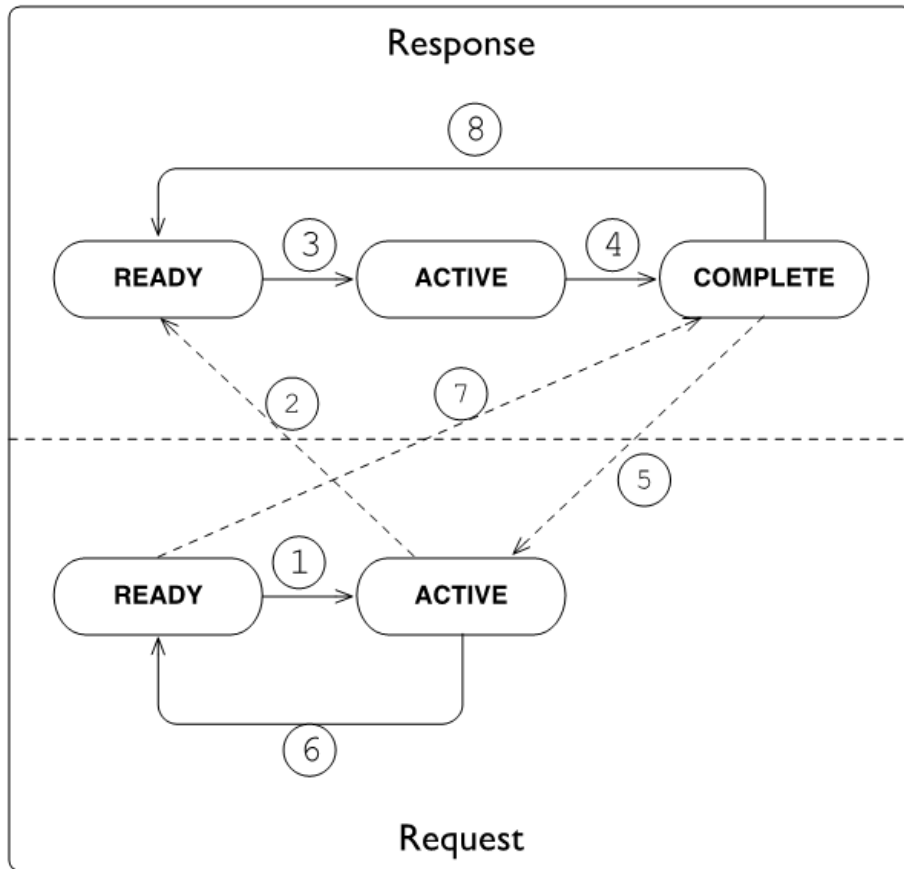 Response
8
3
4
READY
ACTIVE
COMPLETE
2
7
5
1
READY
ACTIVE
6
Request